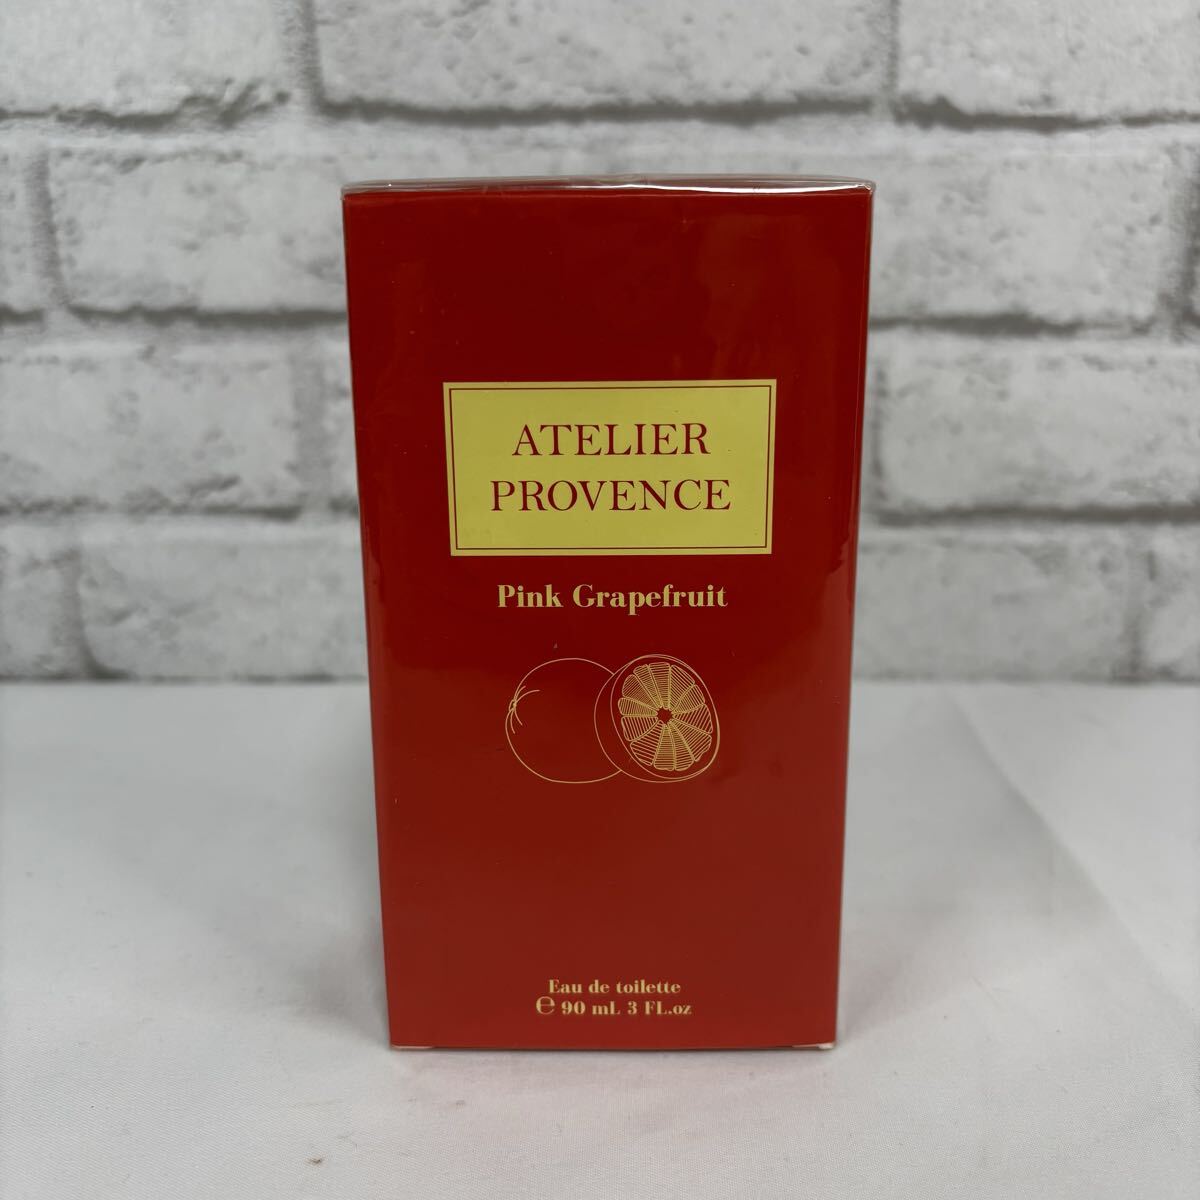 ATELIER
PROVENCE
Pink Grapefruit
Eau de toilette
℮ 90 mL 3 FL.oz